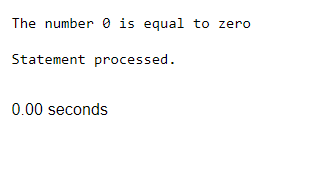 The number 0 is equal to zero
Statement processed.
0.00 seconds